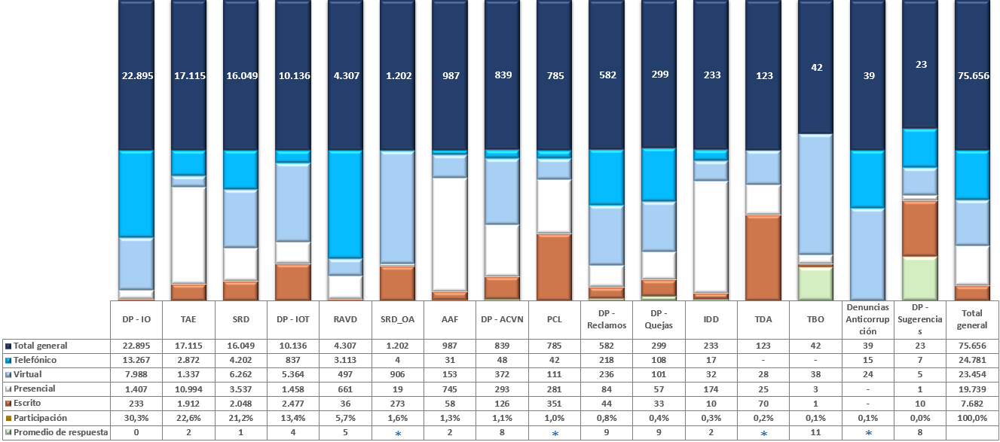 22.895 17.115 16.049 10.136 4.307 1.202 987 839 785 582 299 233 123 42 39 23 75.656
DP - IO TAE SRD DP - IOT RAVD SRD_OA AAF DP - ACVN PCL DP - Reclamos DP - Quejas IDD TDA TBO Denuncias Anticorrupción DP - Sugerencias Total general
Total general 22.895 17.115 16.049 10.136 4.307 1.202 987 839 785 582 299 233 123 42 39 23 75.656
Telefónico 13.267 2.872 4.202 837 3.113 4 31 48 42 218 108 17 - - 15 7 24.781
Virtual 7.988 1.337 6.262 5.364 497 906 153 372 111 236 101 32 28 38 24 5 23.454
Presencial 1.407 10.994 3.537 1.458 661 19 745 293 281 84 57 174 25 3 - 1 19.739
Escrito 233 1.912 2.048 2.477 36 273 58 126 351 44 33 10 70 1 - 10 7.682
Participación 30,3% 22,6% 21,2% 13,4% 5,7% 1,6% 1,3% 1,1% 1,0% 0,8% 0,4% 0,3% 0,2% 0,1% 0,1% 0,0% 100,0%
Promedio de respuesta 0 2 1 4 5 * 2 8 * 9 9 2 * 11 * 8